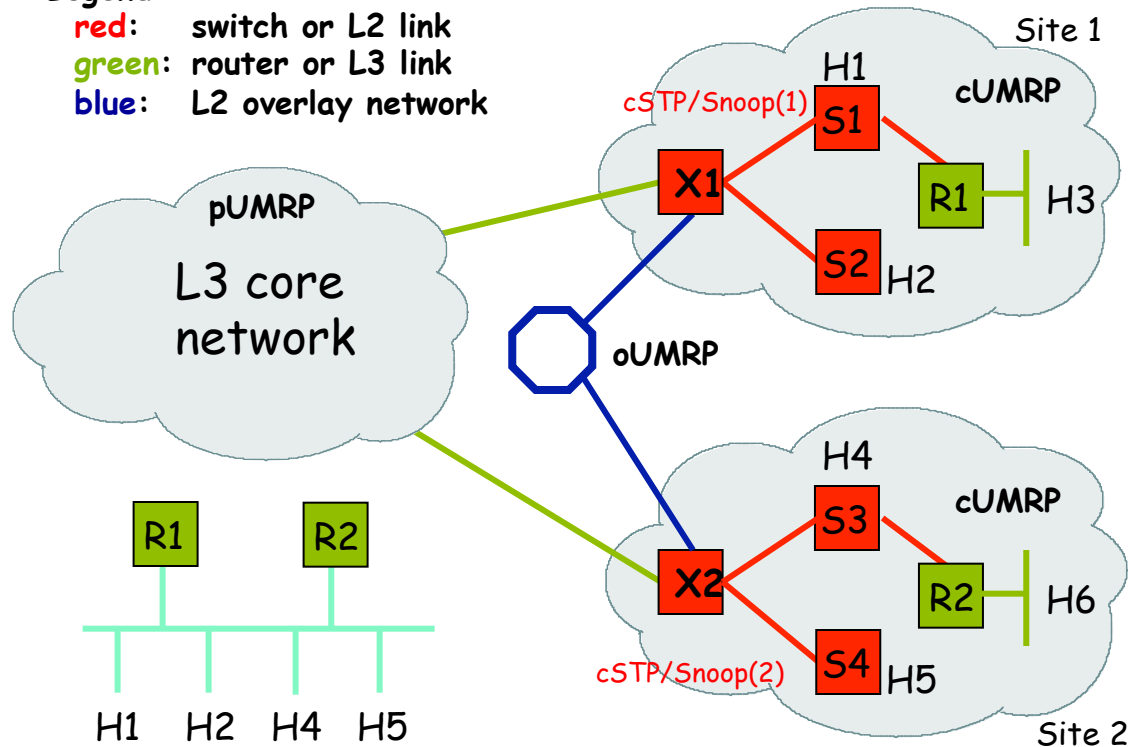 red: switch or L2 link
green: router or L3 link
blue: L2 overlay network
Site 1
H1
cUMRP
cSTP/Snoop(1)
S1
X1
R1
H3
S2
H2
pUMRP
L3 core
network
oUMRP
H4
cUMRP
S3
R1
R2
X2
R2
H6
S4
cSTP/Snoop(2)
H5
H1
H2
H4
H5
Site 2